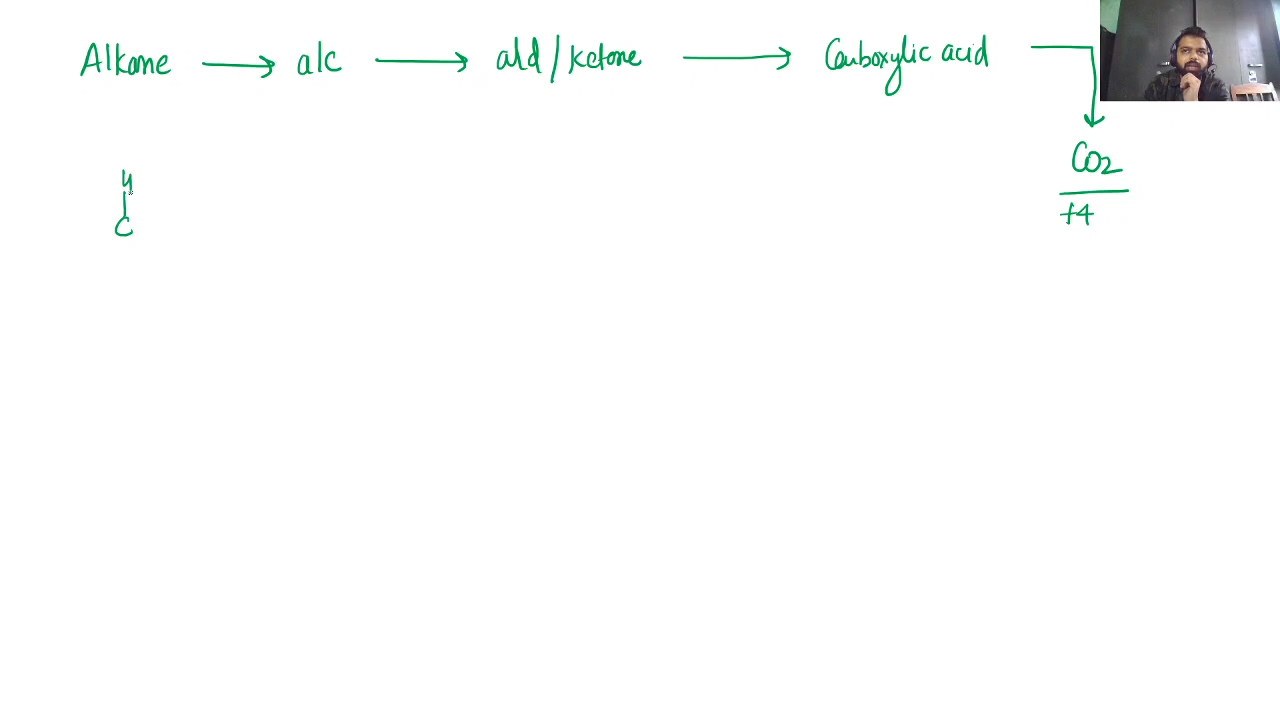 Alkane → alc → ald/ketone → Carboxylic acid
CO2
+4
H
C